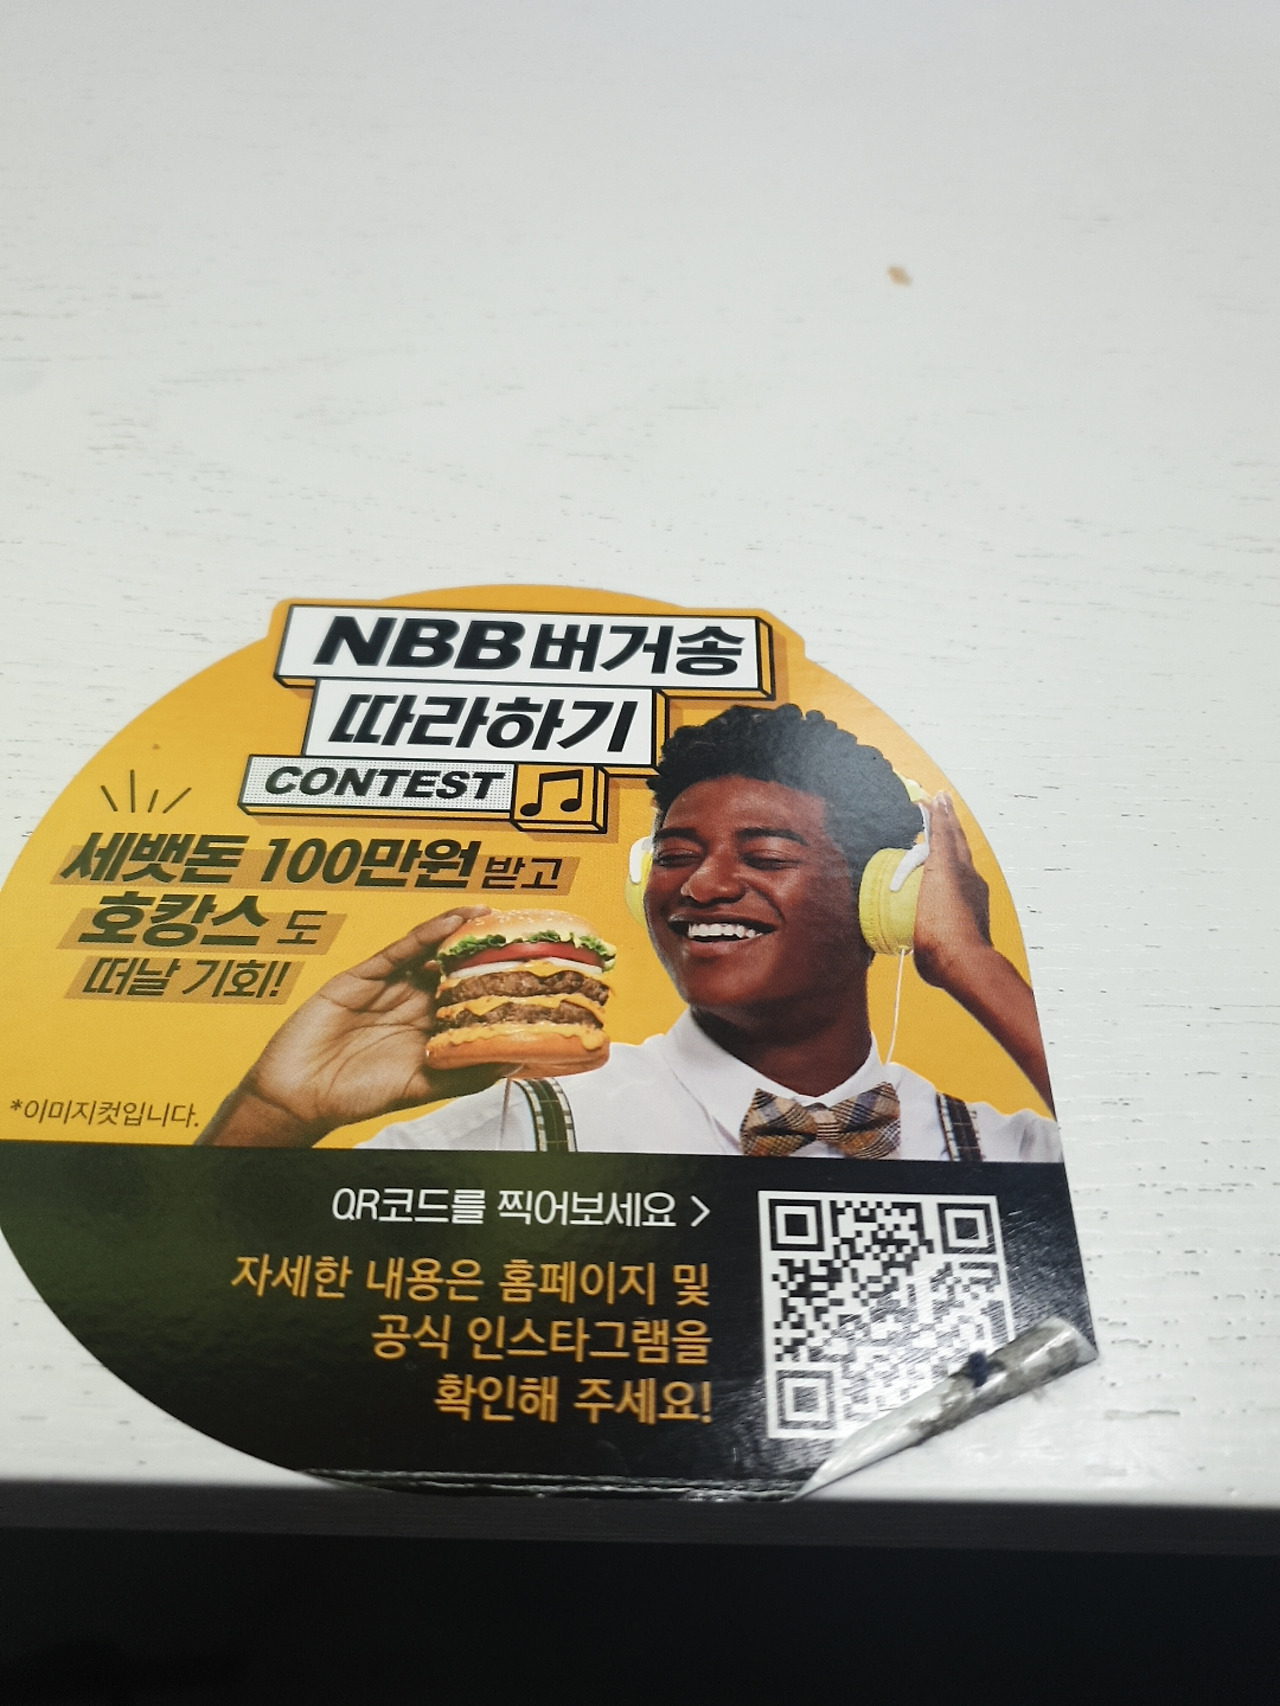 NBB버거송
따라하기
CONTEST
세뱃돈 100만원 받고
호캉스도
떠날 기회!
*이미지컷입니다.
QR코드를 찍어보세요 >
자세한 내용은 홈페이지 및
공식 인스타그램을
확인해 주세요!